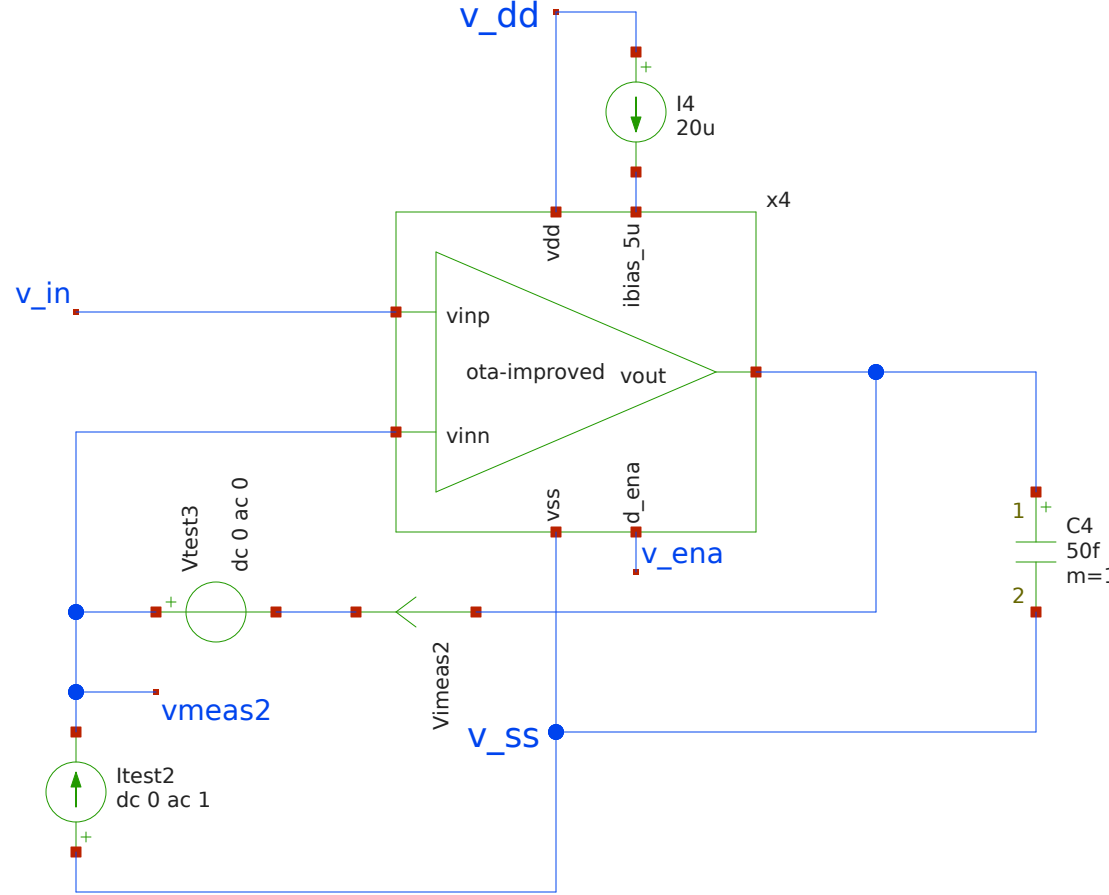 v_dd
+
I4
20u
x4
vdd
ibias_5u
v_in
vinp
ota-improved
vout
vinn
vss
d_ena
v_ena
Vtest3
dc 0 ac 0
+
1
+
C4
50f
m=1
2
Vimeas2
vmeas2
v_ss
Itest2
dc 0 ac 1
+